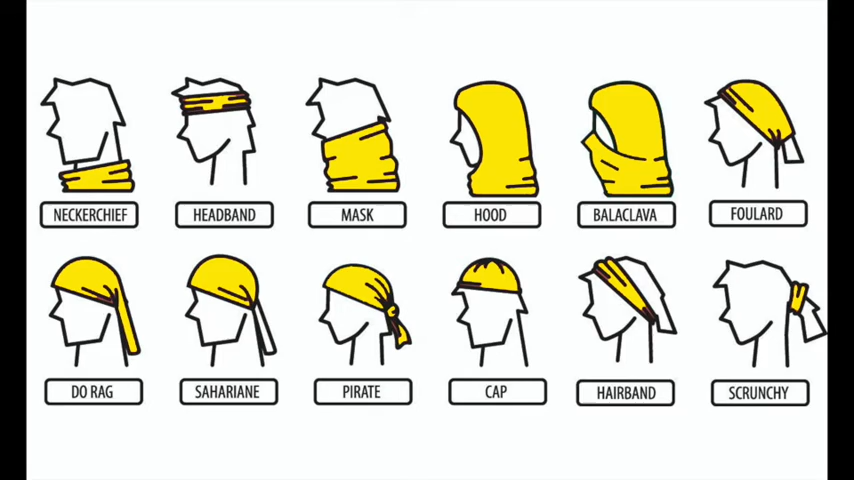 NECKERCHIEF
HEADBAND
MASK
HOOD
BALACLAVA
FOULARD
DO RAG
SAHARIANE
PIRATE
CAP
HAIRBAND
SCRUNCHY